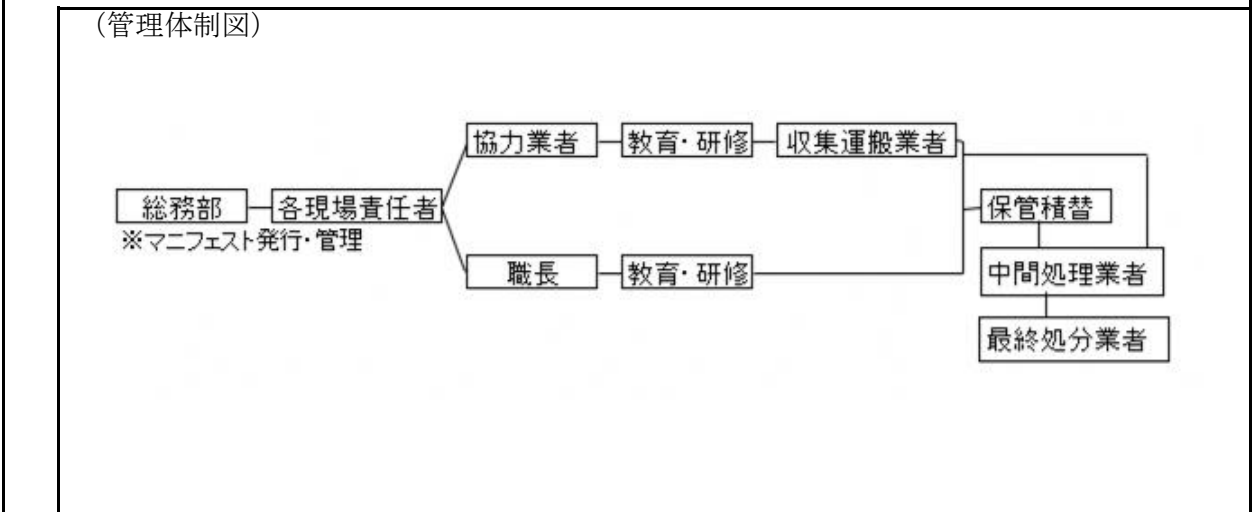 （管理体制図）
協力業者
教育・研修
収集運搬業者
総務部
各現場責任者
保管積替
※マニフェスト発行・管理
職長
教育・研修
中間処理業者
最終処分業者